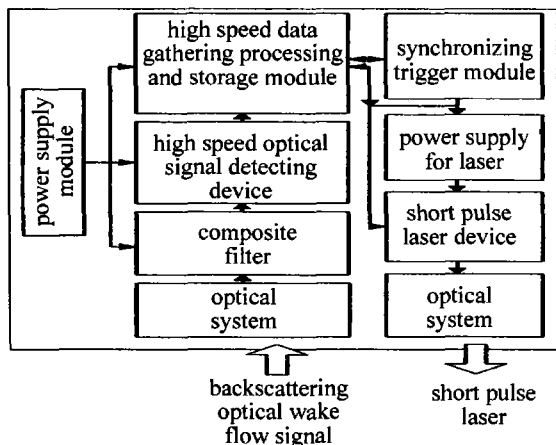 high speed data
gathering processing
and storage module
synchronizing
trigger module
power supply
module
high speed optical
signal detecting
device
power supply
for laser
composite
filter
short pulse
laser device
optical
system
optical
system
backscattering
optical wake
flow signal
short pulse
laser